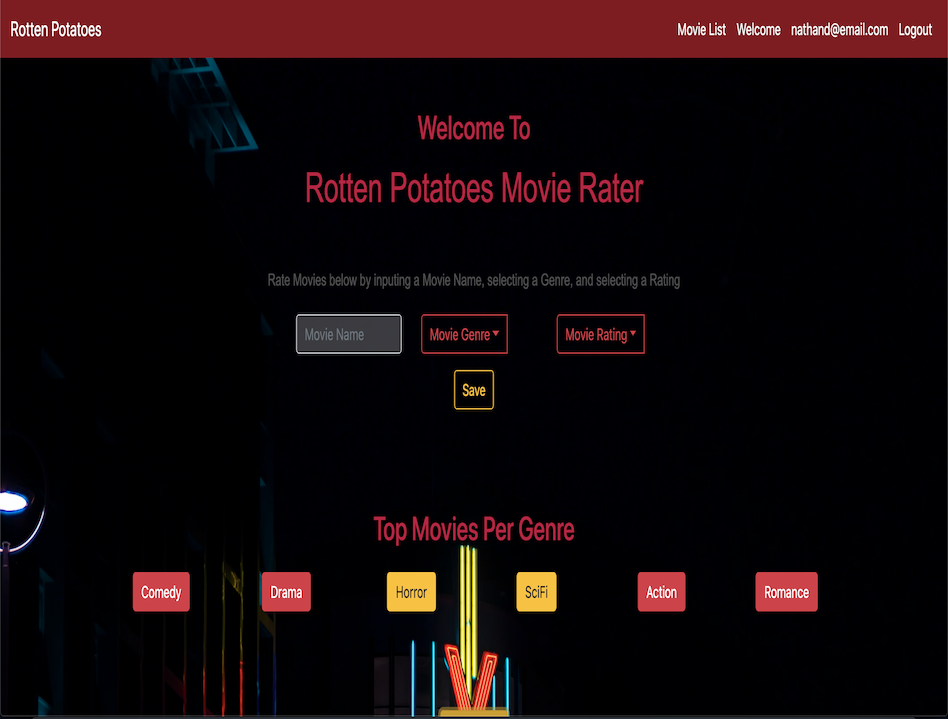 Rotten Potatoes Movie List Welcome nathand@email.com Logout
Welcome To
Rotten Potatoes Movie Rater
Rate Movies below by inputing a Movie Name, selecting a Genre, and selecting a Rating
Movie Name Movie Genre Movie Rating
Save
Top Movies Per Genre
Comedy Drama Horror SciFi Action Romance